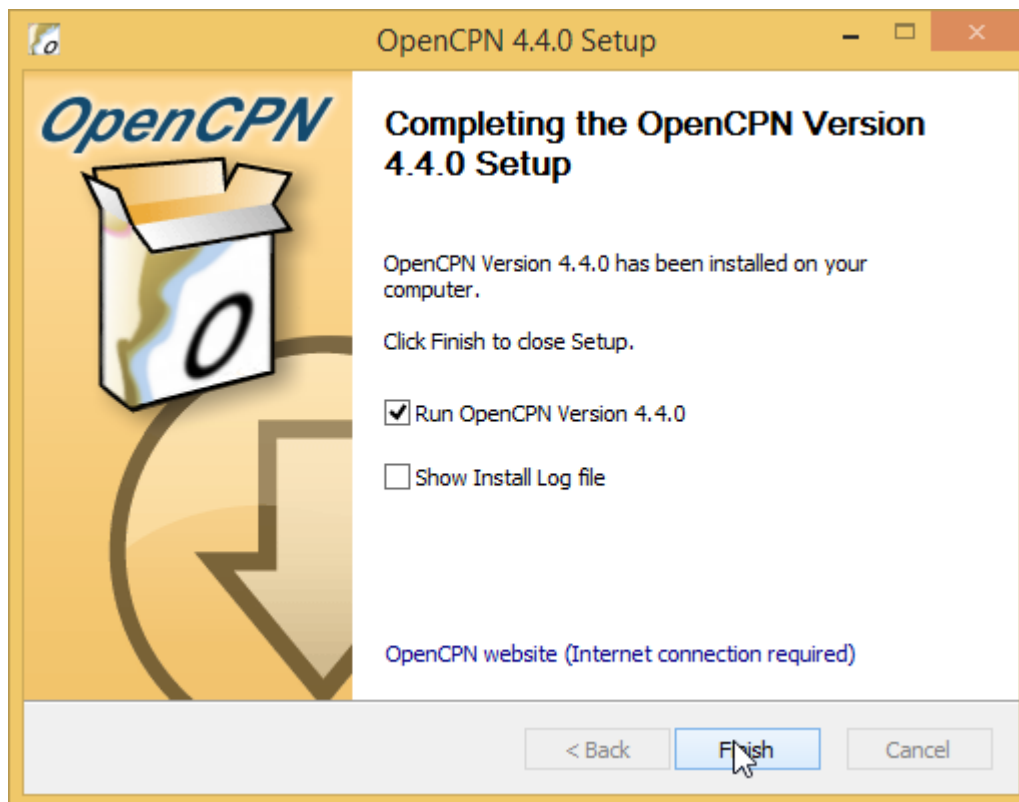 OpenCPN 4.4.0 Setup
OpenCPN
O
Completing the OpenCPN Version
4.4.0 Setup
OpenCPN Version 4.4.0 has been installed on your
computer.
Click Finish to close Setup.
Run OpenCPN Version 4.4.0
Show Install Log file
OpenCPN website (Internet connection required)
< Back
Finish
Cancel